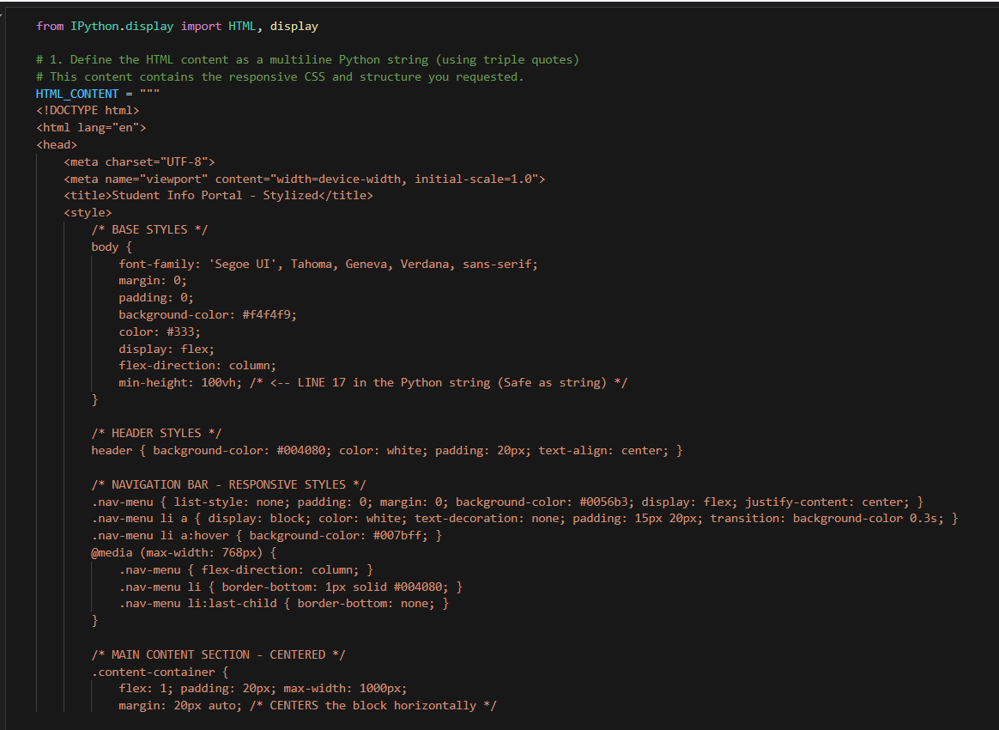 from IPython.display import HTML, display
# 1. Define the HTML content as a multiline Python string (using triple quotes)
# This content contains the responsive CSS and structure you requested.
HTML_CONTENT = """
<!DOCTYPE html>
<html lang="en">
<head>
    <meta charset="UTF-8">
    <meta name="viewport" content="width=device-width, initial-scale=1.0">
    <title>Student Info Portal - Stylized</title>
    <style>
        /* BASE STYLES */
        body {
            font-family: 'Segoe UI', Tahoma, Geneva, Verdana, sans-serif;
            margin: 0;
            padding: 0;
            background-color: #f4f4f9;
            color: #333;
            display: flex;
            flex-direction: column;
            min-height: 100vh; /* <-- LINE 17 in the Python string (Safe as string) */
        }
        /* HEADER STYLES */
        header { background-color: #004080; color: white; padding: 20px; text-align: center; }
        /* NAVIGATION BAR - RESPONSIVE STYLES */
        .nav-menu { list-style: none; padding: 0; margin: 0; background-color: #0056b3; display: flex; justify-content: center; }
        .nav-menu li a { display: block; color: white; text-decoration: none; padding: 15px 20px; transition: background-color 0.3s; }
        .nav-menu li a:hover { background-color: #007bff; }
        @media (max-width: 768px) {
            .nav-menu { flex-direction: column; }
            .nav-menu li { border-bottom: 1px solid #004080; }
            .nav-menu li:last-child { border-bottom: none; }
        }
        /* MAIN CONTENT SECTION - CENTERED */
        .content-container {
            flex: 1; padding: 20px; max-width: 1000px;
            margin: 20px auto; /* CENTERS the block horizontally */